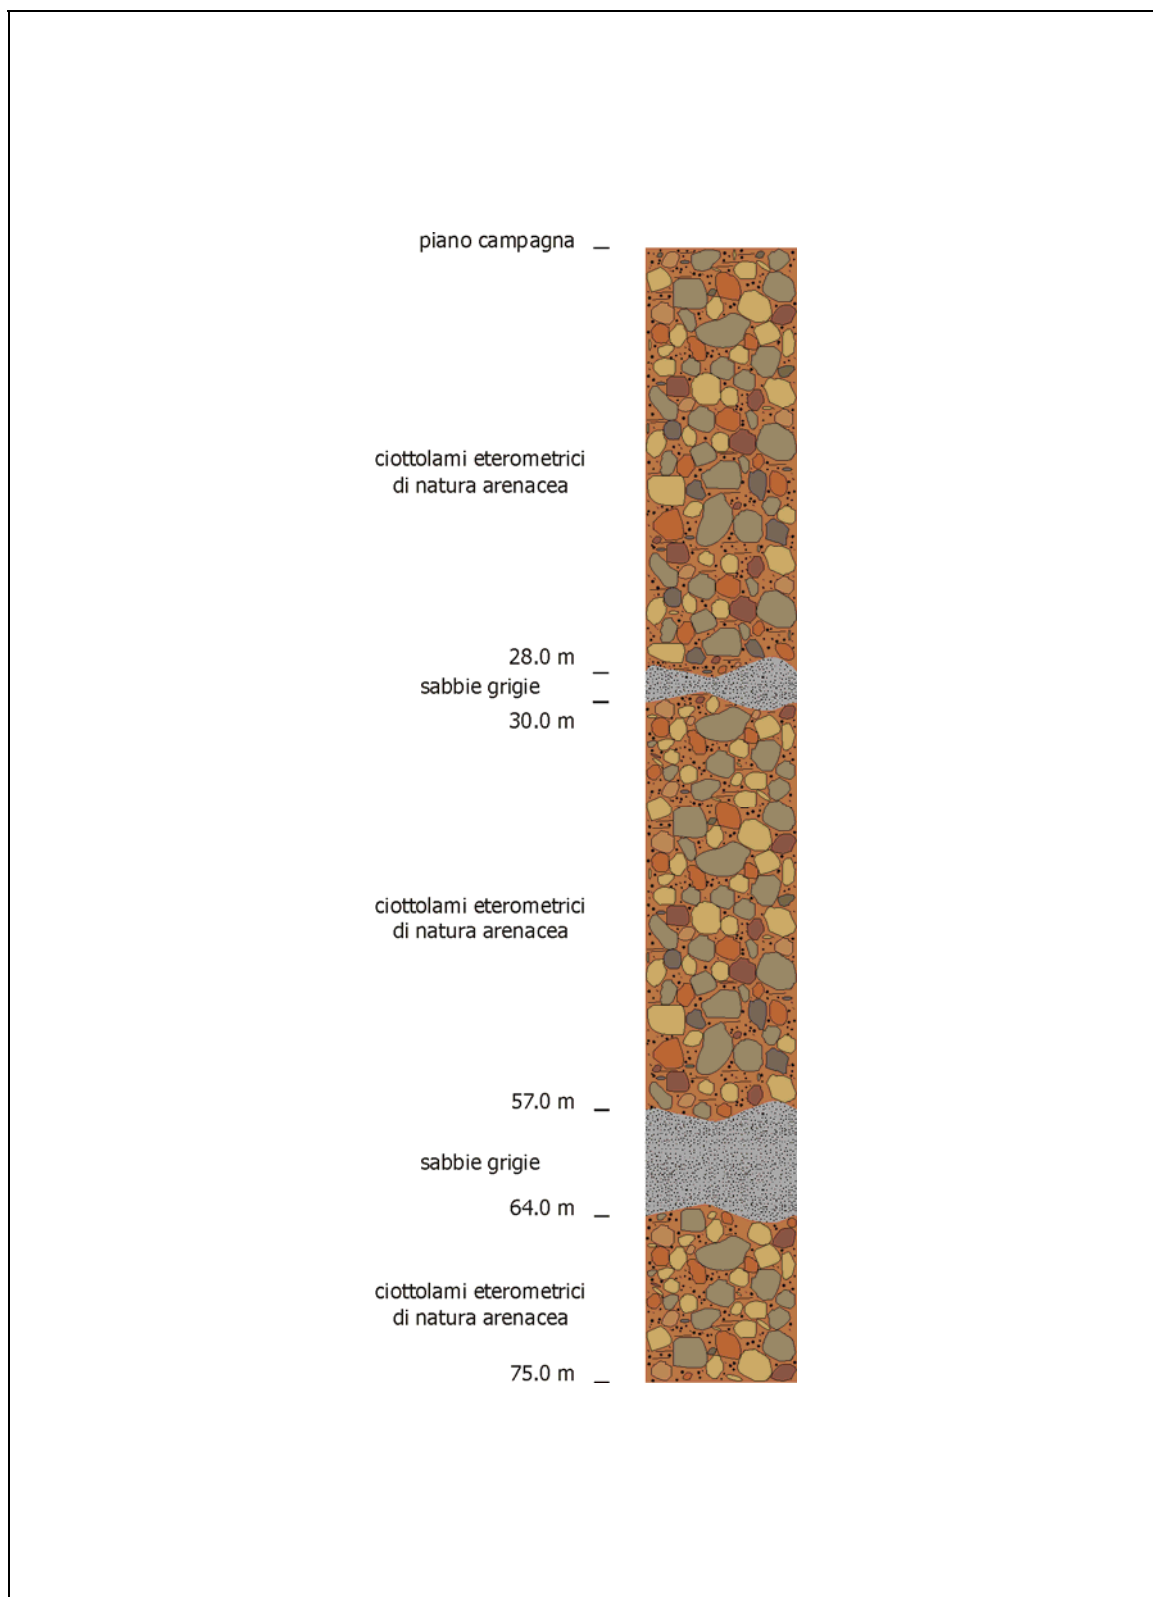 piano campagna
ciottolami eterometrici
di natura arenacea
28.0 m
sabbie grigie
30.0 m
ciottolami eterometrici
di natura arenacea
57.0 m
sabbie grigie
64.0 m
ciottolami eterometrici
di natura arenacea
75.0 m